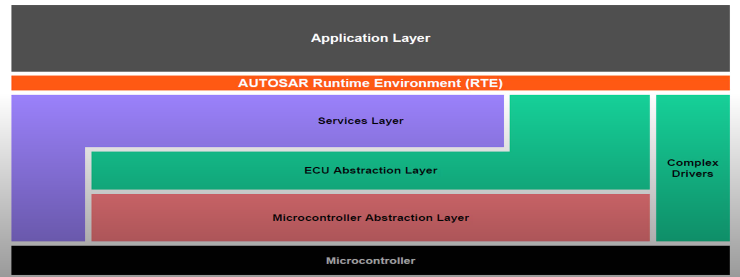 Application Layer
AUTOSAR Runtime Environment (RTE)
Services Layer
ECU Abstraction Layer
Complex
Drivers
Microcontroller Abstraction Layer
Microcontroller